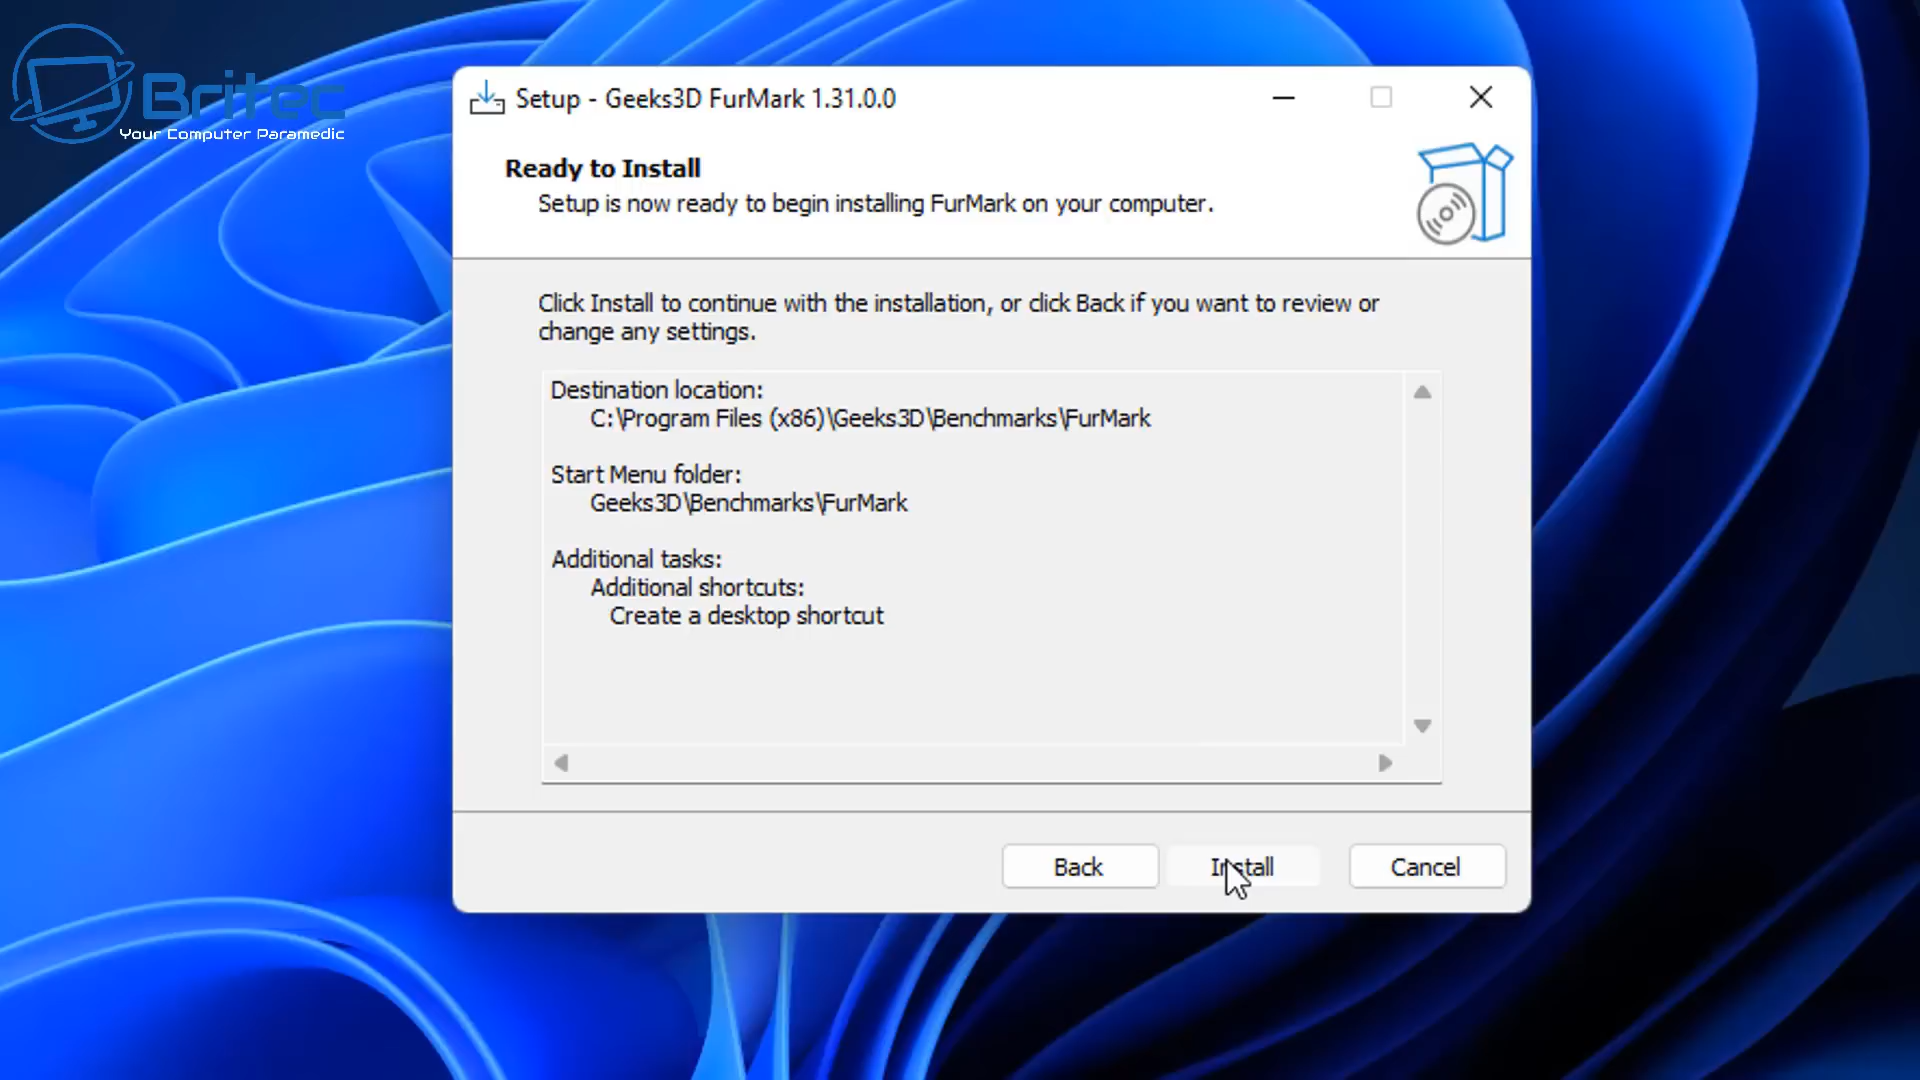 Britec
Your Computer Paramedic
Setup - Geeks3D FurMark 1.31.0.0
Ready to Install
Setup is now ready to begin installing FurMark on your computer.
Click Install to continue with the installation, or click Back if you want to review or
change any settings.
Destination location:
C:\Program Files (x86)\Geeks3D\Benchmarks\FurMark
Start Menu folder:
Geeks3D\Benchmarks\FurMark
Additional tasks:
Additional shortcuts:
Create a desktop shortcut
Back
Install
Cancel